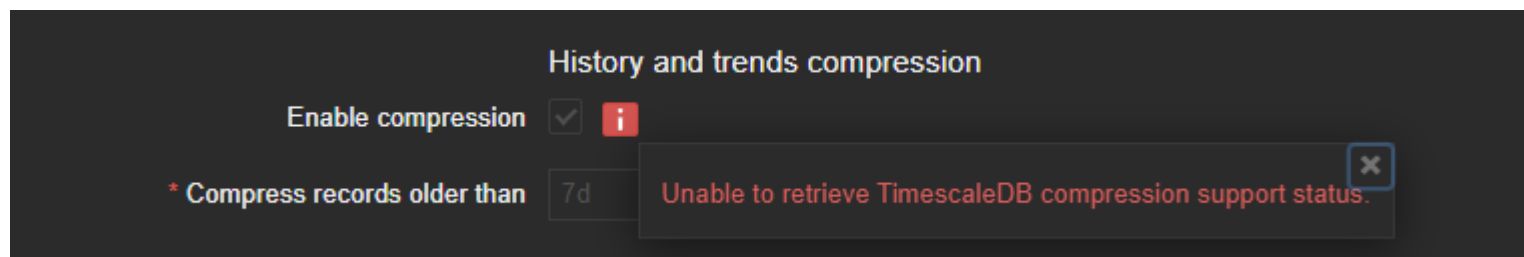 History and trends compression
Enable compression
i
* Compress records older than 7d
Unable to retrieve TimescaleDB compression support status.